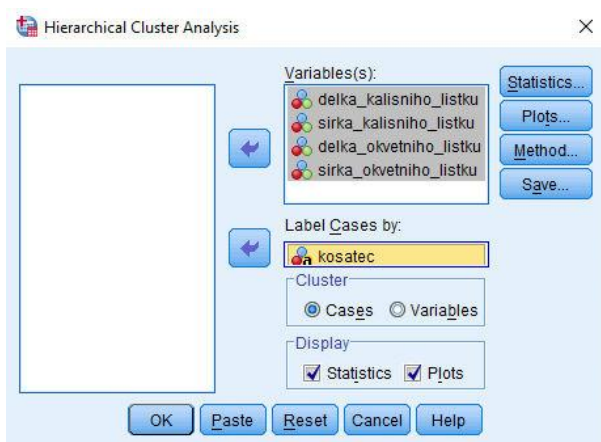 Hierarchical Cluster Analysis
Variables(s):
delka_kalisniho_listku
sirka_kalisniho_listku
delka_okvetniho_listku
sirka_okvetniho_listku
Statistics...
Plots...
Method...
Save...
Label Cases by:
a kosatec
Cluster
Cases Variables
Display
Statistics Plots
OK Paste Reset Cancel Help